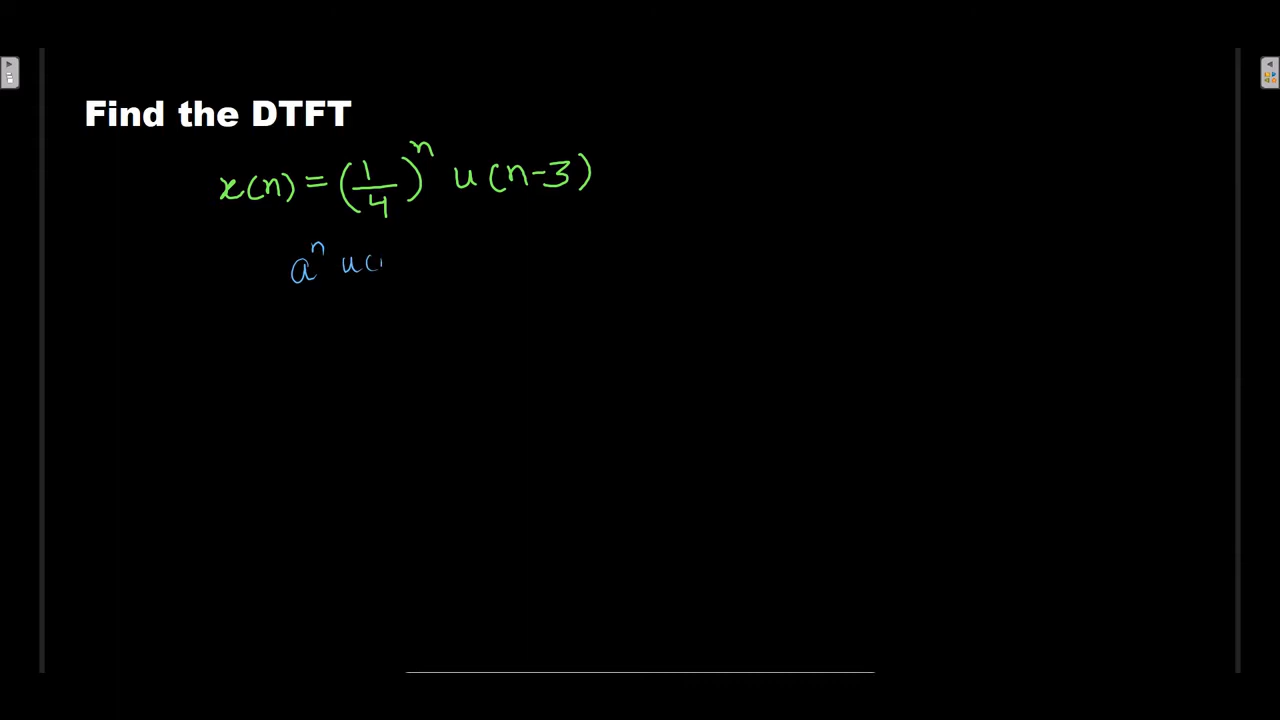 Find the DTFT
x(n) = (1/4)^n u(n-3)
a^n u(